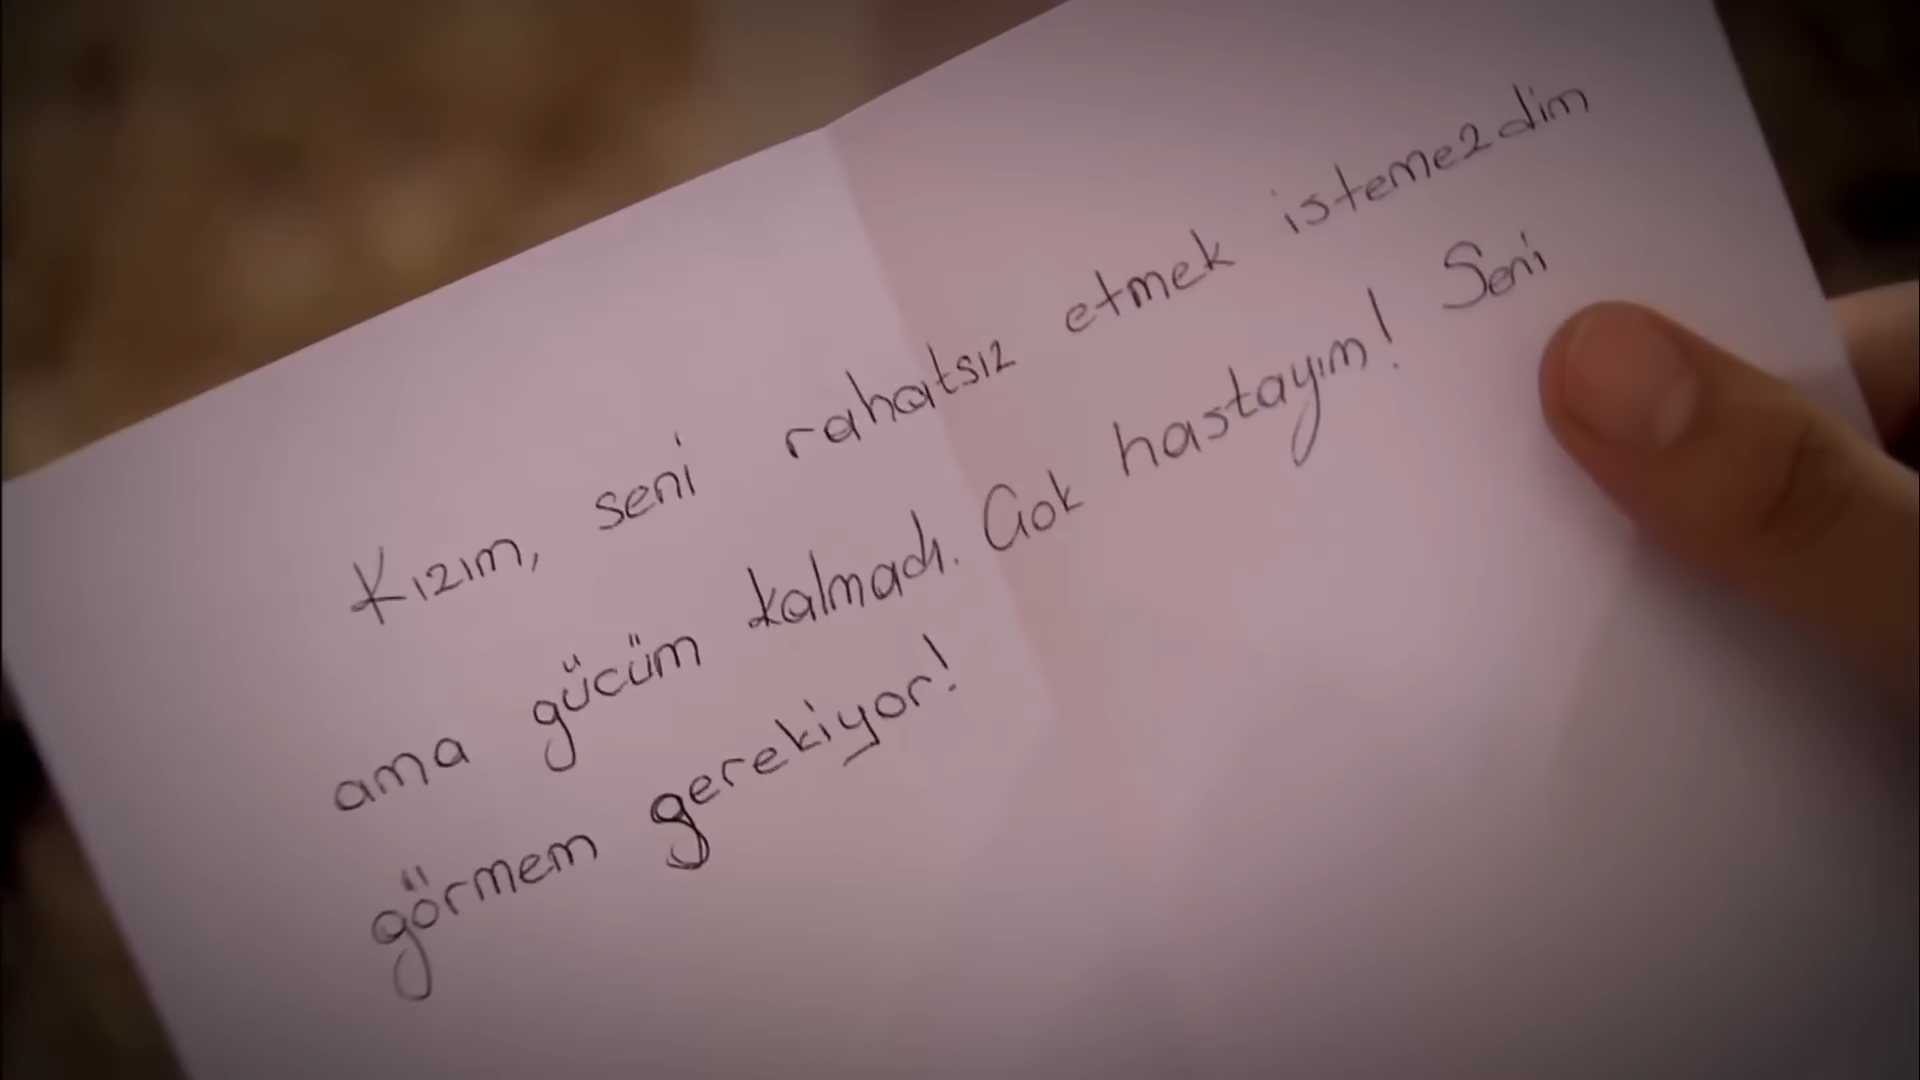 Kızım, seni rahatsız etmek istemezdim
ama gücüm kalmadı. Çok hastayım! Seni
görmem gerekiyor!